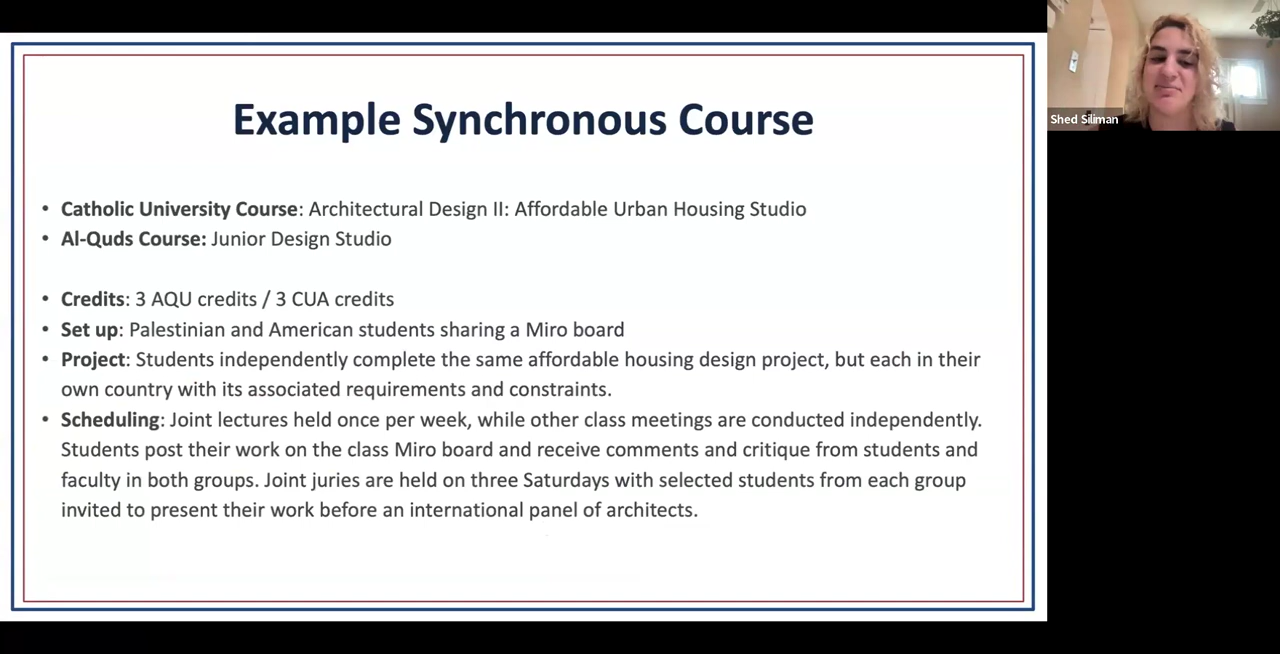 Example Synchronous Course
• Catholic University Course: Architectural Design II: Affordable Urban Housing Studio
• Al-Quds Course: Junior Design Studio
• Credits: 3 AQU credits / 3 CUA credits
• Set up: Palestinian and American students sharing a Miro board
• Project: Students independently complete the same affordable housing design project, but each in their
own country with its associated requirements and constraints.
• Scheduling: Joint lectures held once per week, while other class meetings are conducted independently.
Students post their work on the class Miro board and receive comments and critique from students and
faculty in both groups. Joint juries are held on three Saturdays with selected students from each group
invited to present their work before an international panel of architects.
Shed Siliman